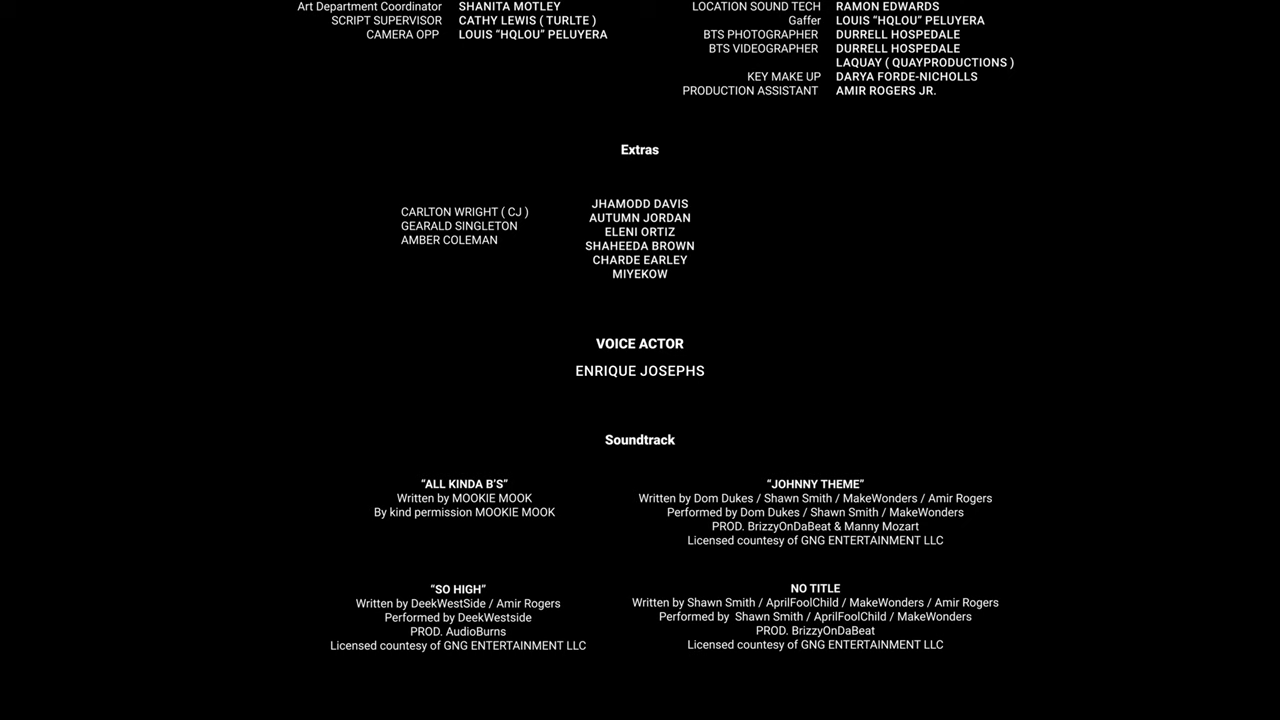 Art Department Coordinator SHANITA MOTLEY
SCRIPT SUPERVISOR CATHY LEWIS ( TURLTE )
CAMERA OPP LOUIS “HQLOU” PELUYERA
LOCATION SOUND TECH RAMON EDWARDS
Gaffer LOUIS “HQLOU” PELUYERA
BTS PHOTOGRAPHER DURRELL HOSPEDALE
BTS VIDEOGRAPHER DURRELL HOSPEDALE
LAQUAY ( QUAYPRODUCTIONS )
KEY MAKE UP DARYA FORDE-NICHOLLS
PRODUCTION ASSISTANT AMIR ROGERS JR.
Extras
CARLTON WRIGHT ( CJ )
GEARALD SINGLETON
AMBER COLEMAN
JHAMODD DAVIS
AUTUMN JORDAN
ELENI ORTIZ
SHAHEEDA BROWN
CHARDE EARLEY
MIYEKOW
VOICE ACTOR
ENRIQUE JOSEPHS
Soundtrack
“ALL KINDA B’S”
Written by MOOKIE MOOK
By kind permission MOOKIE MOOK
“JOHNNY THEME”
Written by Dom Dukes / Shawn Smith / MakeWonders / Amir Rogers
Performed by Dom Dukes / Shawn Smith / MakeWonders
PROD. BrizzyOnDaBeat & Manny Mozart
Licensed courtesy of GNG ENTERTAINMENT LLC
“SO HIGH”
Written by DeekWestSide / Amir Rogers
Performed by DeekWestside
PROD. AudioBurns
Licensed courtesy of GNG ENTERTAINMENT LLC
NO TITLE
Written by Shawn Smith / AprilFoolChild / MakeWonders / Amir Rogers
Performed by Shawn Smith / AprilFoolChild / MakeWonders
PROD. BrizzyOnDaBeat
Licensed courtesy of GNG ENTERTAINMENT LLC